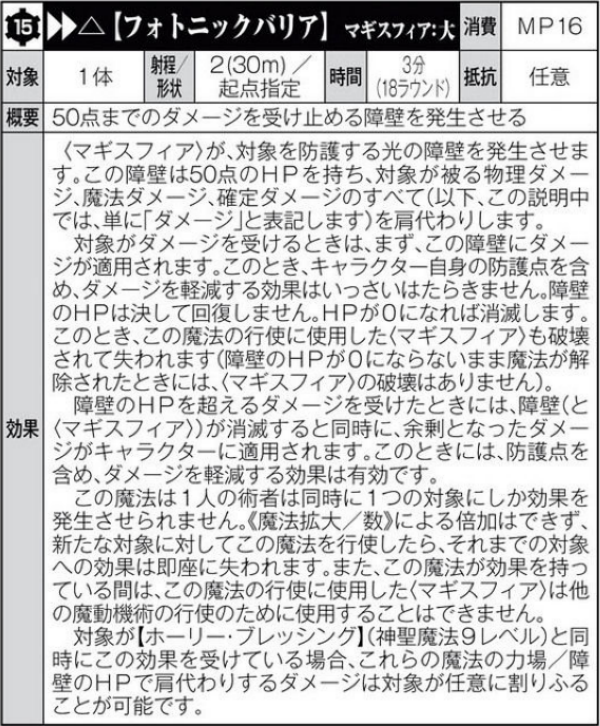 15 ▶▶△【フォトニックバリア】 マギスフィア:大 消費 MP16
対象 1体 射程/形状 2(30m)/起点指定 時間 3分(18ラウンド) 抵抗 任意
概要 50点までのダメージを受け止める障壁を発生させる
効果
〈マギスフィア〉が、対象を防護する光の障壁を発生させま
す。この障壁は50点のHPを持ち、対象が被る物理ダメー
ジ、魔法ダメージ、確定ダメージのすべて(以下、この説明中
では、単に「ダメージ」と表記します)を肩代わりします。
対象がダメージを受けるときは、まず、この障壁にダメー
ジが適用されます。このとき、キャラクター自身の防護点を含
め、ダメージを軽減する効果はいっさいはたらきません。障壁
のHPは決して回復しません。HPが0になれば消滅します。
このとき、この魔法の行使に使用した〈マギスフィア〉も破壊
されて失われます(障壁のHPが0にならないまま魔法が解
除されたときには、〈マギスフィア〉の破壊はありません)。
障壁のHPを超えるダメージを受けたときには、障壁(と
〈マギスフィア〉)が消滅すると同時に、余剰となったダメー
ジがキャラクターに適用されます。このときには、防護点を
含め、ダメージを軽減する効果は有効です。
この魔法は1人の術者は同時に1つの対象にしか効果を
発生させられません。《魔法拡大/数》による倍加はできず、
新たな対象に対してこの魔法を行使したら、それまでの対象
への効果は即座に失われます。また、この魔法が効果を持っ
ている間は、この魔法の行使に使用した〈マギスフィア〉は他
の魔動機術の行使のために使用することはできません。
対象が【ホーリー・ブレッシング】(神聖魔法9レベル)と同
時にこの効果を受けている場合、これらの魔法の力場/障
壁のHPで肩代わりするダメージは対象が任意に割りふる
ことが可能です。